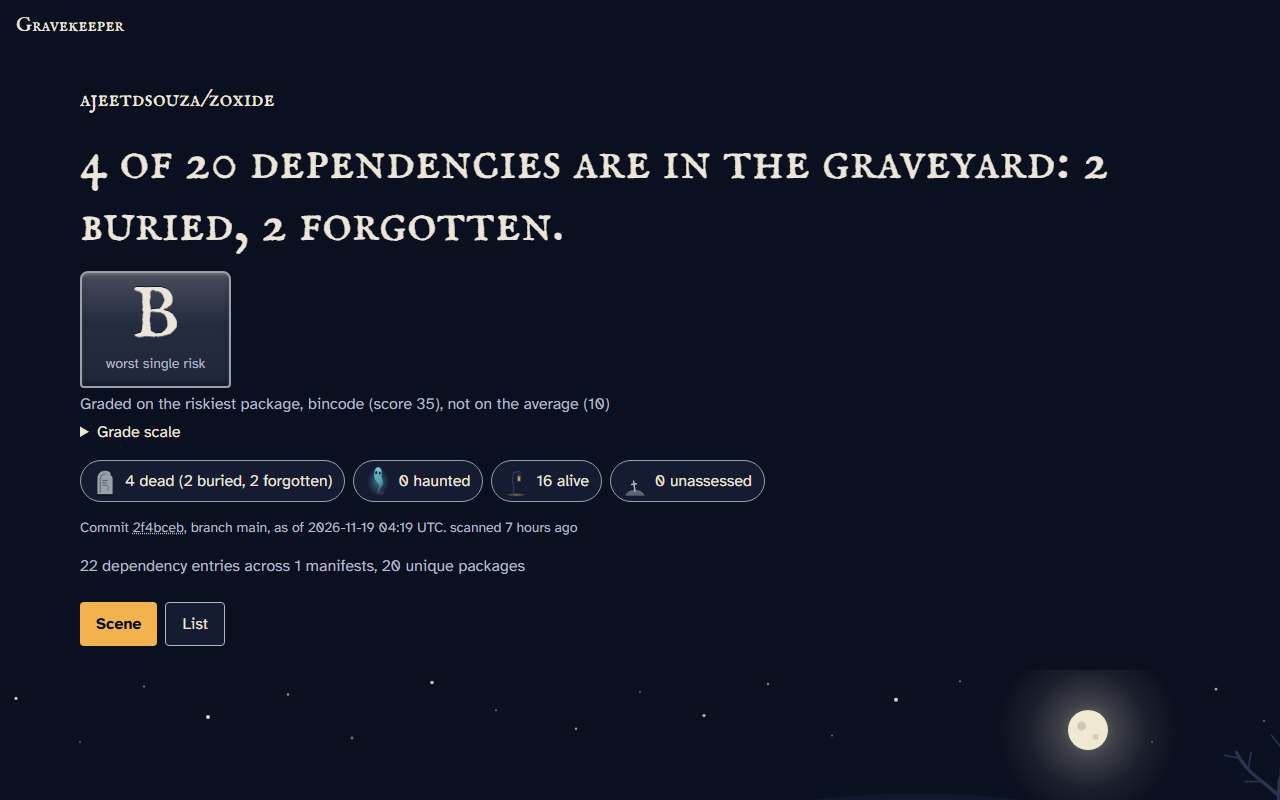 Gravekeeper
ajeetdsouza/zoxide
4 of 20 dependencies are in the graveyard: 2
buried, 2 forgotten.
B
worst single risk
Graded on the riskiest package, bincode (score 35), not on the average (10)
Grade scale
4 dead (2 buried, 2 forgotten)
0 haunted
16 alive
0 unassessed
Commit 2f4bceb, branch main, as of 2026-11-19 04:19 UTC. scanned 7 hours ago
22 dependency entries across 1 manifests, 20 unique packages
Scene
List